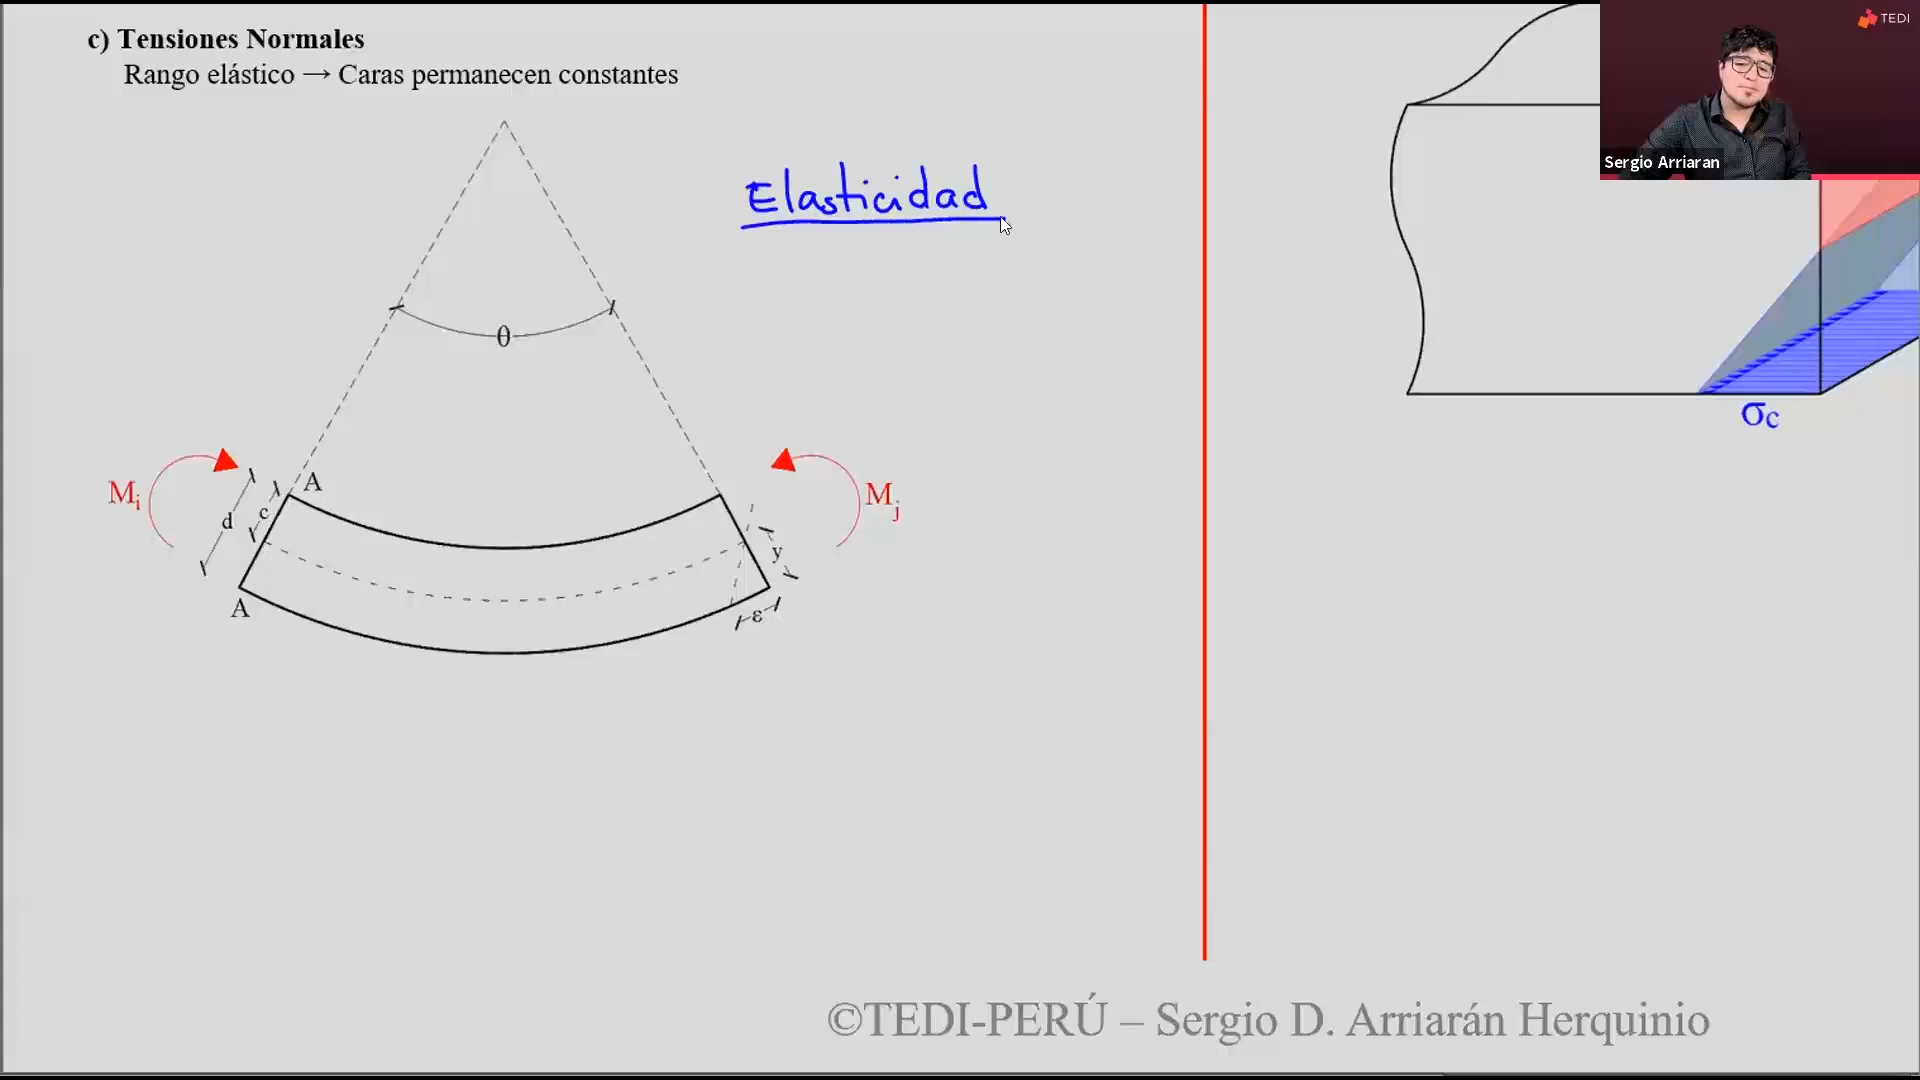 c) Tensiones Normales
Rango elástico → Caras permanecen constantes
TEDI
Sergio Arriaran
Elasticidad
θ
σc
Mi
A
d
c
Mj
y
A
ε
©TEDI-PERÚ – Sergio D. Arriarán Herquinio